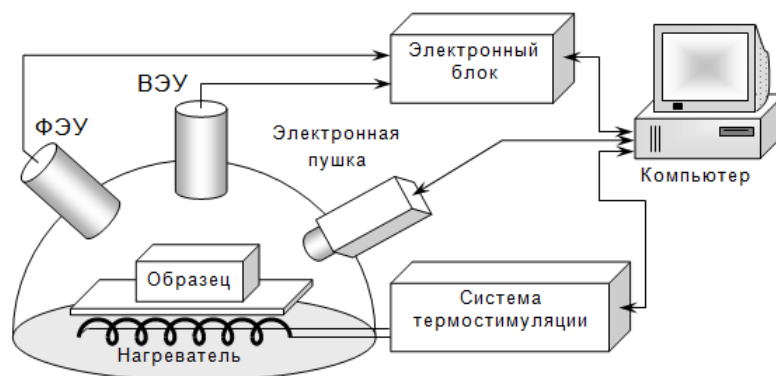 Электронный
блок
ВЭУ
ФЭУ
Электронная
пушка
Компьютер
Образец
Система
термостимуляции
Нагреватель